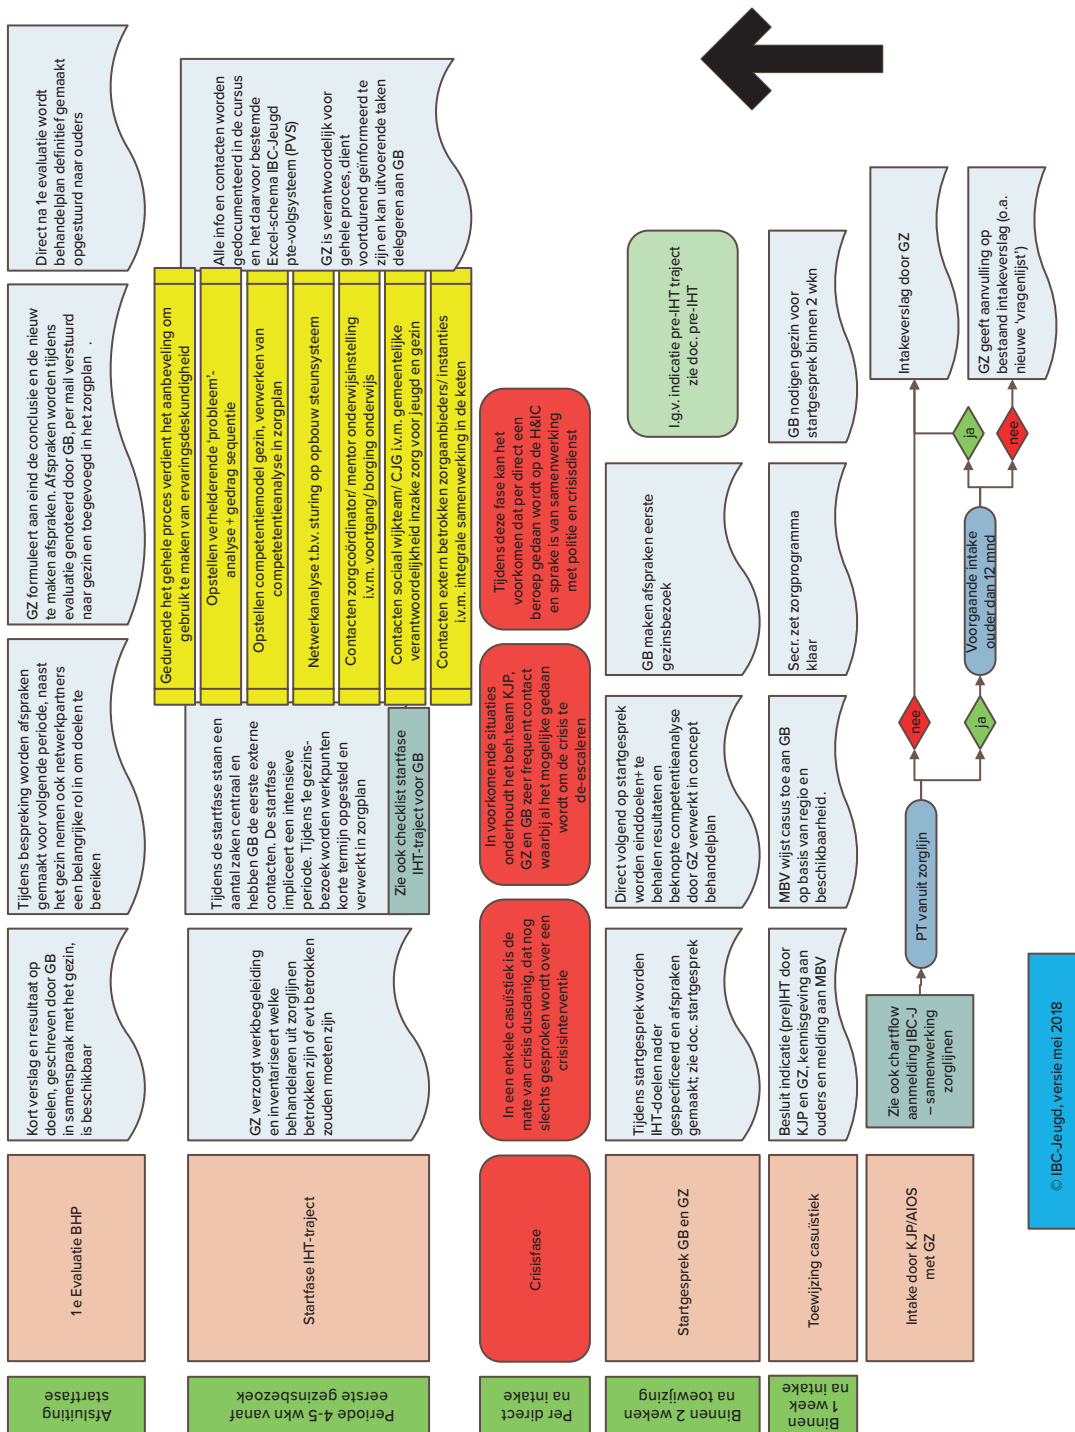 Afsluiting
startfase
1e Evaluatie BHP
Kort verslag en resultaat op
doelen, geschreven door GB
in samenspraak met het gezin,
is beschikbaar
Tijdens bespreking worden afspraken
gemaakt voor volgende periode, naast
het gezin nemen ook netwerkpartners
een belangrijke rol in om doelen te
bereiken
GZ formuleert aan eind de conclusie en de nieuw
te maken afspraken. Afspraken worden tijdens
evaluatie genoteerd door GB, per mail verstuurd
naar gezin en toegevoegd in het zorgplan .
Direct na 1e evaluatie wordt
behandelplan definitief gemaakt
opgestuurd naar ouders
Periode 4-5 wkn vanaf
eerste gezinsbezoek
Startfase IHT-traject
GZ verzorgt werkbegeleiding
en inventariseert welke
behandelaren uit zorglijnen
betrokken zijn of evt betrokken
zouden moeten zijn
Tijdens de startfase staan een
aantal zaken centraal en
hebben GB de eerste externe
contacten. De startfase
impliceert een intensieve
periode. Tijdens 1e gezins-
bezoek worden werkpunten
korte termijn opgesteld en
verwerkt in zorgplan
Zie ook checklist startfase
IHT-traject voor GB
Gedurende het gehele proces verdient het aanbeveling om
gebruik te maken van ervaringsdeskundigheid
Opstellen verhelderende 'probleem'-
analyse + gedrag sequentie
Opstellen competentiemodel gezin, verwerken van
competetentieanalyse in zorgplan
Netwerkanalyse t.b.v. sturing op opbouw steunsysteem
Contacten zorgcoördinator/ mentor onderwijsinstelling
i.v.m. voortgang/ borging onderwijs
Contacten sociaal wijkteam/ CJG i.v.m. gemeentelijke
verantwoordelijkheid inzake zorg voor jeugd en gezin
Contacten extern betrokken zorgaanbieders/ instanties
i.v.m. integrale samenwerking in de keten
Alle info en contacten worden
gedocumenteerd in de cursus
en het daarvoor bestemde
Excel-schema IBC-Jeugd
pte-volgsysteem (PVS)
GZ is verantwoordelijk voor
gehele proces, dient
voortdurend geïnformeerd te
zijn en kan uitvoerende taken
delegeren aan GB
Per direct
na intake
Crisisfase
In een enkele casuïstiek is de
mate van crisis dusdanig, dat nog
slechts gesproken wordt over een
crisisinterventie
In voorkomende situaties
onderhoudt het beh.team KJP,
GZ en GB zeer frequent contact
waarbij al het mogelijke gedaan
wordt om de crisis te
de-escaleren
Tijdens deze fase kan het
voorkomen dat per direct een
beroep gedaan wordt op de H&IC
en sprake is van samenwerking
met politie en crisisdienst
Binnen 2 weken
na toewijzing
Startgesprek GB en GZ
Tijdens startgesprek worden
IHT-doelen nader
gespecificeerd en afspraken
gemaakt; zie doc. startgesprek
Direct volgend op startgesprek
worden einddoelen+ te
behalen resultaten en
beknopte competentieanalyse
door GZ verwerkt in concept
behandelplan
GB maken afspraken eerste
gezinsbezoek
I.g.v. indicatie pre-IHT traject
zie doc. pre-IHT
Binnen
1 week
na intake
Toewijzing casuïstiek
Besluit indicatie (pre)IHT door
KJP en GZ, kennisgeving aan
ouders en melding aan MBV
MBV wijst casus toe aan GB
op basis van regio en
beschikbaarheid.
Secr. zet zorgprogramma
klaar
GB nodigen gezin voor
startgesprek binnen 2 wkn
Intake door KJP/AIOS
met GZ
Zie ook chartflow
aanmelding IBC-J
– samenwerking
zorglijnen
PT vanuit zorglijn
nee
ja
Voorgaande intake
ouder dan 12 mnd
ja
nee
Intakeverslag door GZ
GZ geeft aanvulling op
bestaand intakeverslag (o.a.
nieuwe 'vragenlijst')
© IBC-Jeugd, versie mei 2018